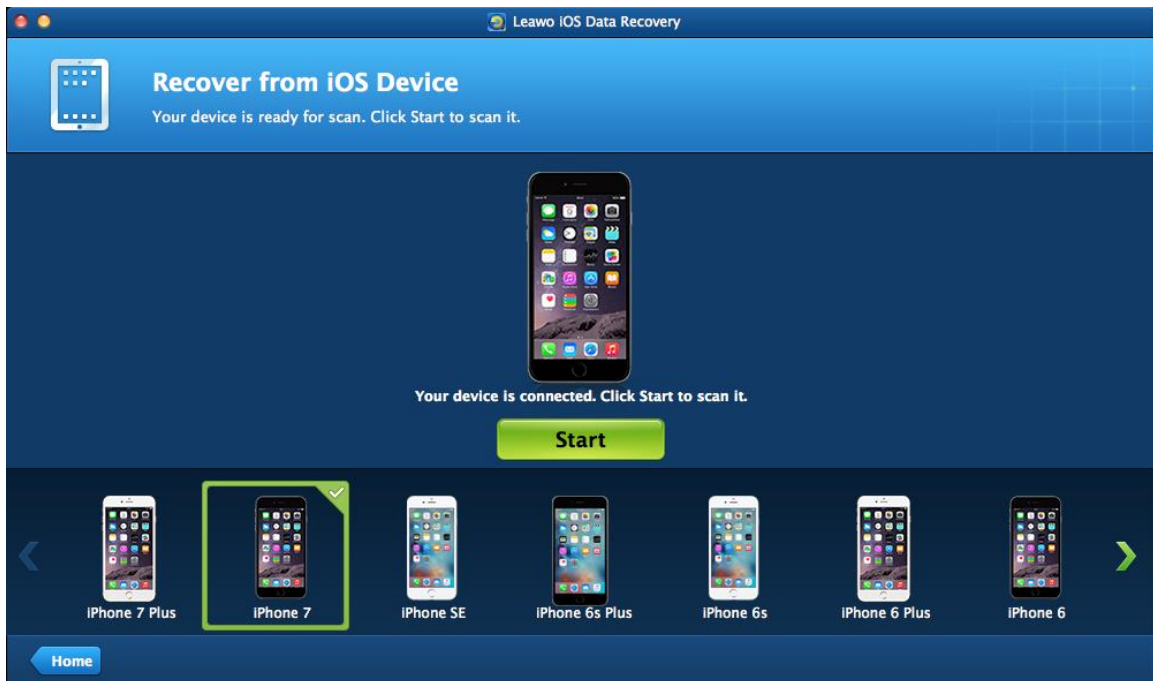 Leawo iOS Data Recovery
Recover from iOS Device
Your device is ready for scan. Click Start to scan it.
Your device is connected. Click Start to scan it.
Start
iPhone 7 Plus
iPhone 7
iPhone SE
iPhone 6s Plus
iPhone 6s
iPhone 6 Plus
iPhone 6
Home